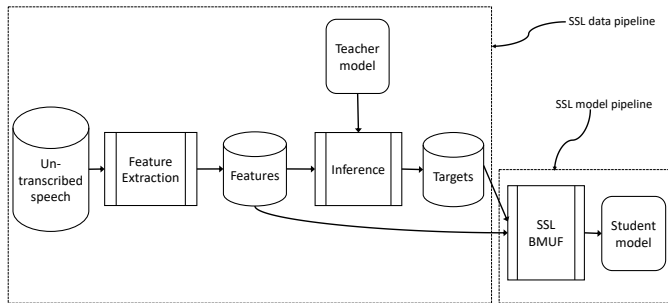 SSL data pipeline
Teacher
model
SSL model pipeline
Un-
transcribed
speech
Feature
Extraction
Features
Inference
Targets
SSL
BMUF
Student
model